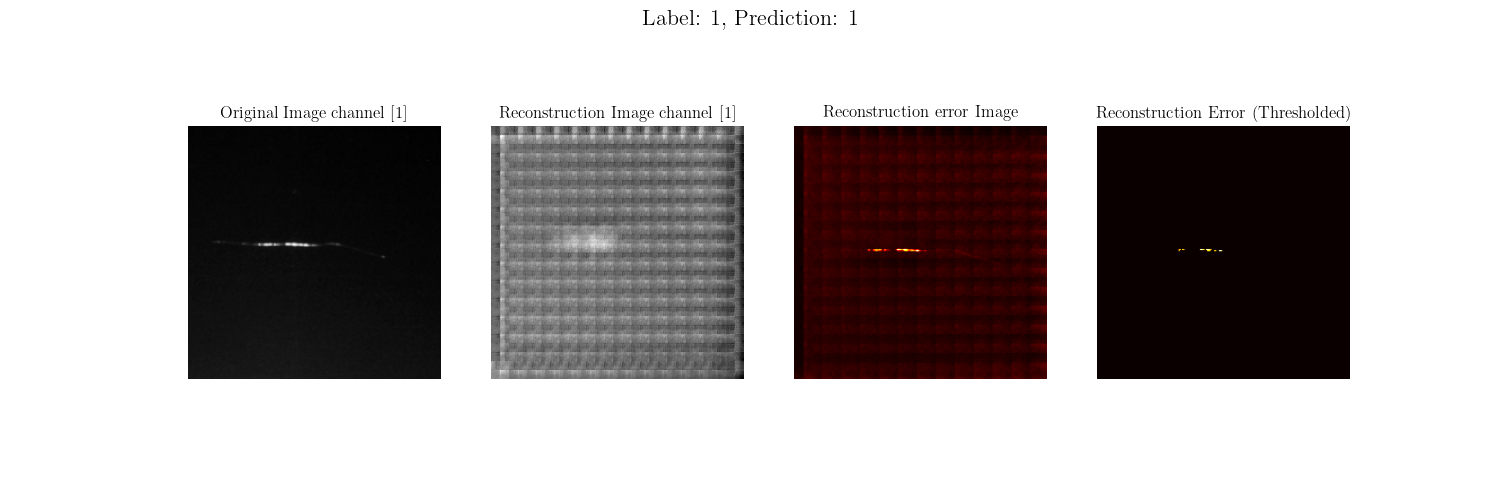 Label: 1, Prediction: 1
Original Image channel [1]
Reconstruction Image channel [1]
Reconstruction error Image
Reconstruction Error (Thresholded)